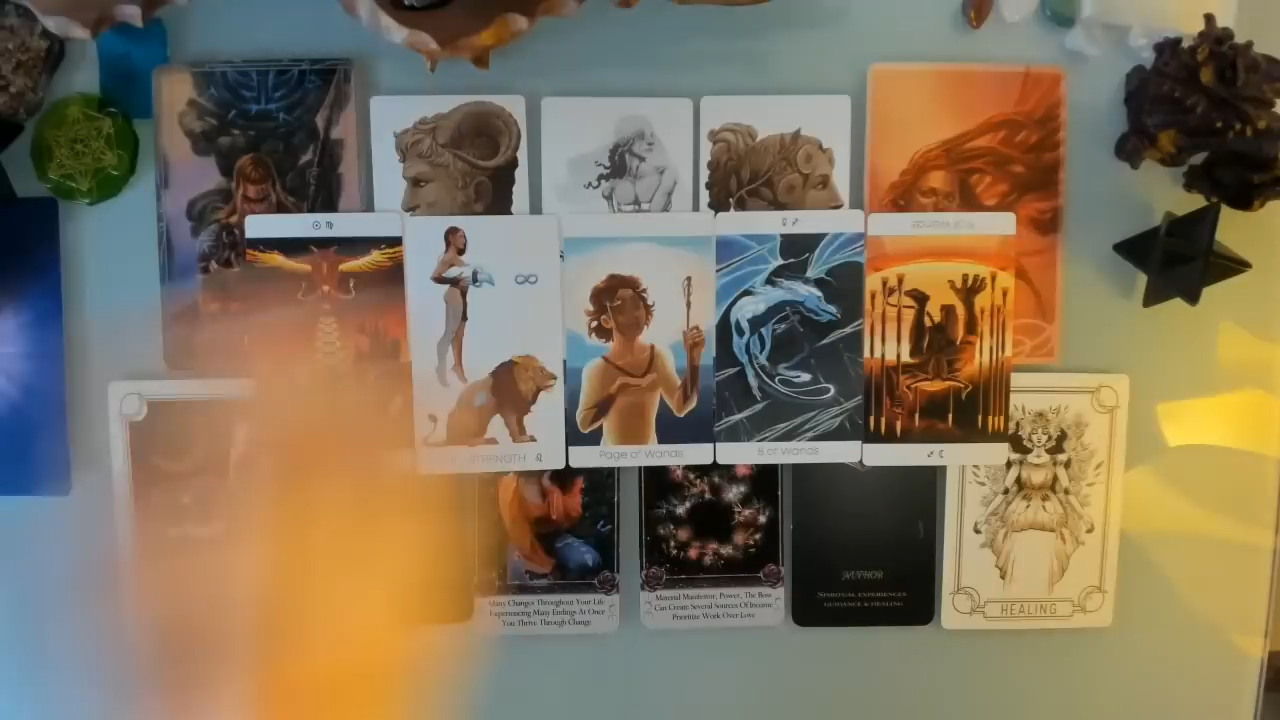 STRENGTH
Page of Wands
8 of Wands
Many Changes Throughout Your Life
Experiencing Many Endings At Once
You Thrive Through Change
Material Manifestor, Power, The Boss
Can Create Several Sources Of Income
Prioritize Work Over Love
AUTHOR
SPIRITUAL EXPERIENCES
GUIDANCE & HEALING
HEALING